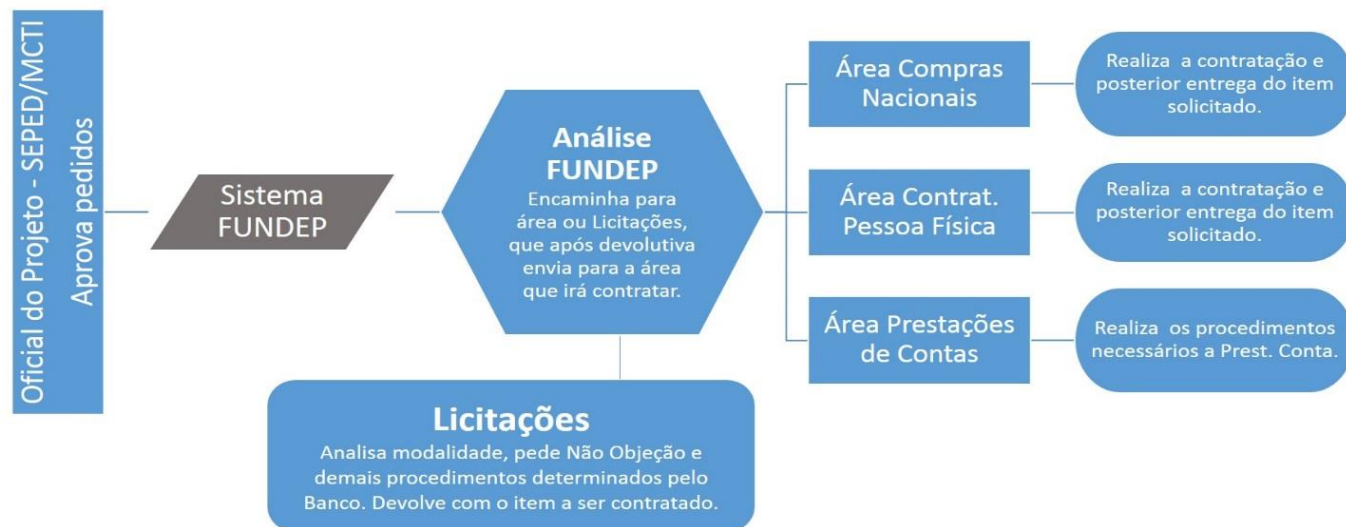 Oficial do Projeto - SEPED/MCTI
Aprova pedidos
Sistema
FUNDEP
Análise
FUNDEP
Encaminha para
área ou Licitações,
que após devolutiva
envia para a área
que irá contratar.
Licitações
Analisa modalidade, pede Não Objeção e
demais procedimentos determinados pelo
Banco. Devolve com o item a ser contratado.
Área Compras
Nacionais
Realiza a contratação e
posterior entrega do item
solicitado.
Área Contrat.
Pessoa Física
Realiza a contratação e
posterior entrega do item
solicitado.
Área Prestações
de Contas
Realiza os procedimentos
necessários a Prest. Conta.